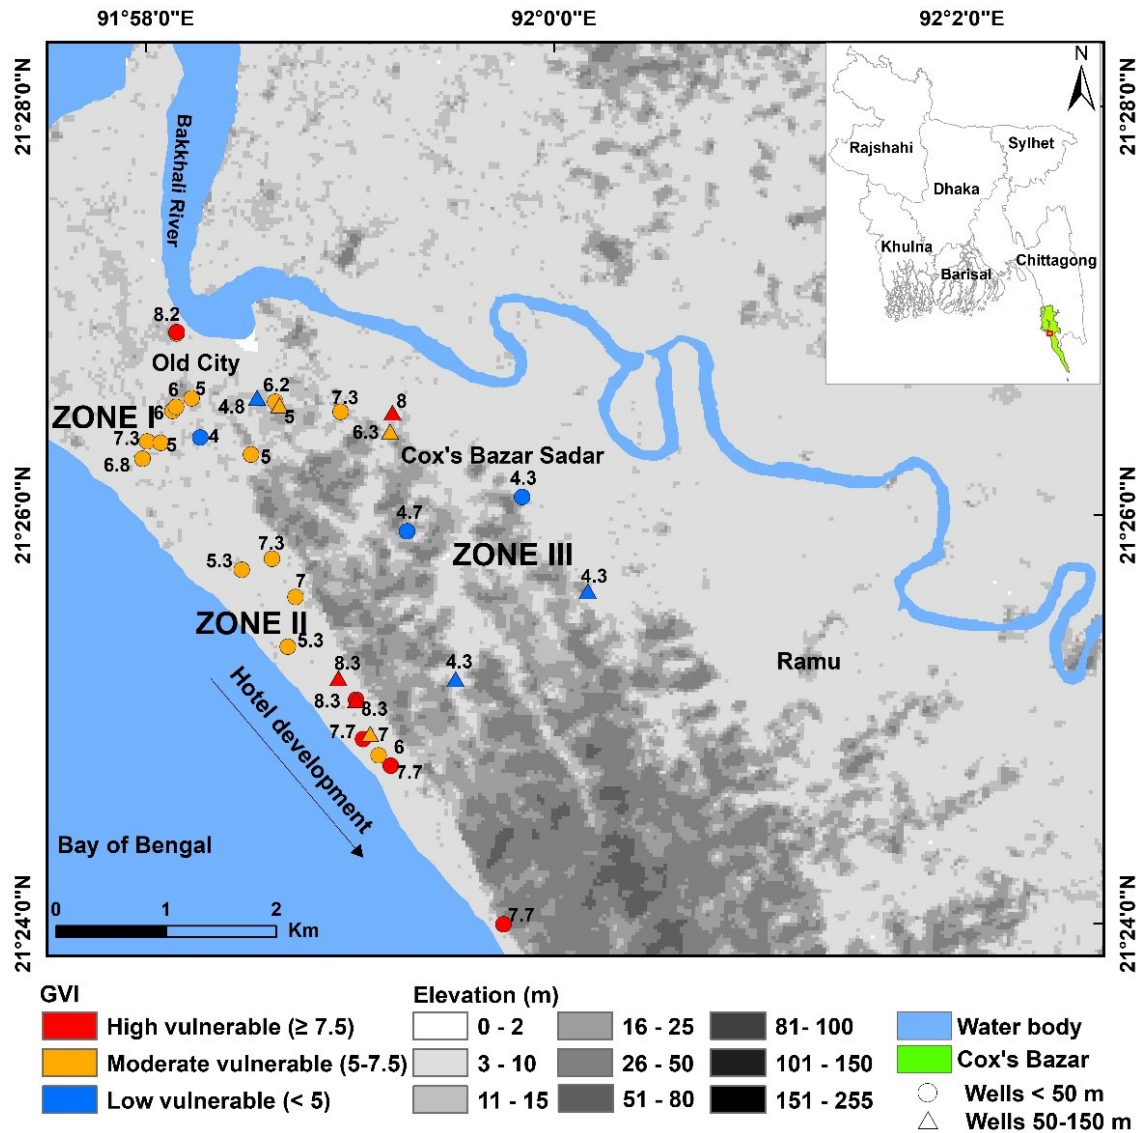 91°58'0"E
92°0'0"E
92°2'0"E
21°28'0"N
21°26'0"N
21°24'0"N
21°28'0"N
21°26'0"N
21°24'0"N
N
Rajshahi
Sylhet
Dhaka
Khulna
Barisal
Chittagong
Bakkhali River
8.2
Old City
6
5
6
4.8
6.2
5
7.3
8
6.3
ZONE I
7.3
5
4
6.8
5
Cox's Bazar Sadar
4.3
4.7
ZONE III
5.3
7.3
7
4.3
ZONE II
5.3
Ramu
8.3
4.3
8.3
8.3
7.7
7
6
7.7
Hotel development
Bay of Bengal
7.7
0
1
2
Km
GVI
High vulnerable (≥ 7.5)
Moderate vulnerable (5-7.5)
Low vulnerable (< 5)
Elevation (m)
0 - 2
3 - 10
11 - 15
16 - 25
26 - 50
51 - 80
81- 100
101 - 150
151 - 255
Water body
Cox's Bazar
Wells < 50 m
Wells 50-150 m